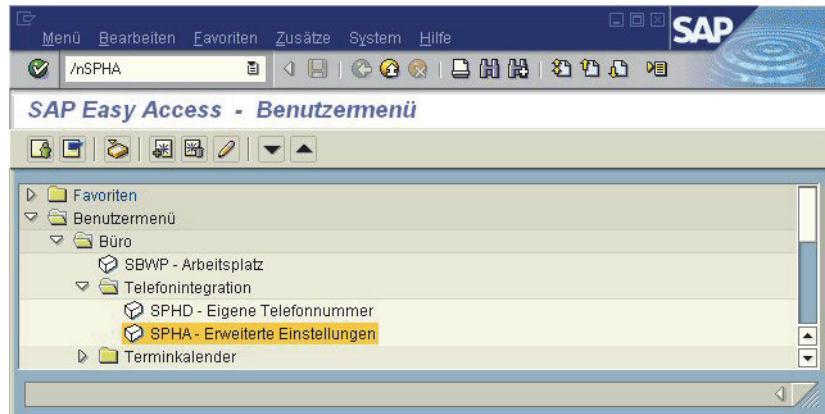 Menü Bearbeiten Favoriten Zusätze System Hilfe
SAP
/nSPHA
SAP Easy Access - Benutzermenü
Favoriten
Benutzermenü
Büro
SBWP - Arbeitsplatz
Telefonintegration
SPHD - Eigene Telefonnummer
SPHA - Erweiterte Einstellungen
Terminkalender